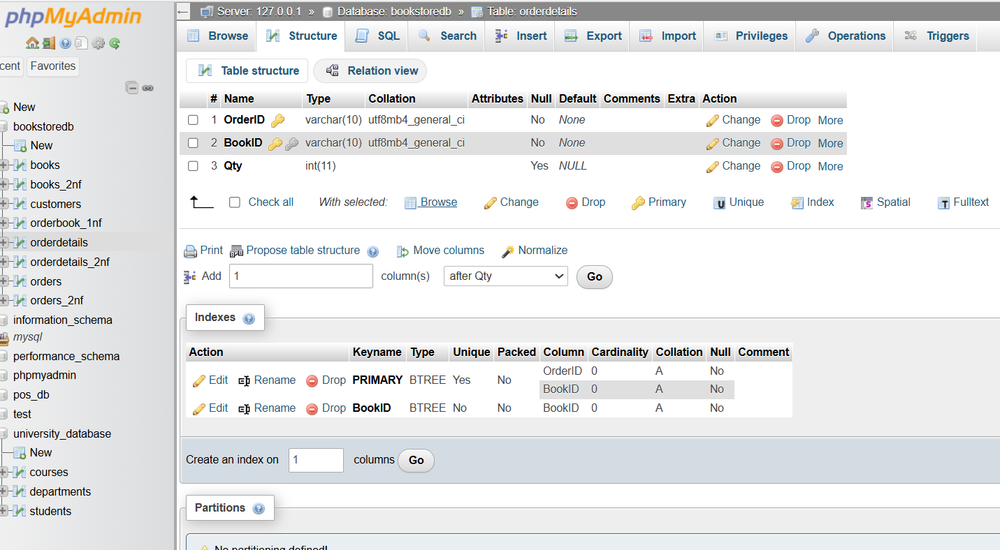 phpMyAdmin
cent Favorites
New
bookstoredb
New
books
books_2nf
customers
orderbook_1nf
orderdetails
orderdetails_2nf
orders
orders_2nf
information_schema
mysql
performance_schema
phpmyadmin
pos_db
test
university_database
New
courses
departments
students
← Server: 127.0.0.1 » Database: bookstoredb » Table: orderdetails
Browse Structure SQL Search Insert Export Import Privileges Operations Triggers
Table structure Relation view
# Name Type Collation Attributes Null Default Comments Extra Action
1 OrderID varchar(10) utf8mb4_general_ci No None Change Drop More
2 BookID varchar(10) utf8mb4_general_ci No None Change Drop More
3 Qty int(11) Yes NULL Change Drop More
Check all With selected: Browse Change Drop Primary Unique Index Spatial Fulltext
Print Propose table structure Move columns Normalize
Add 1 column(s) after Qty Go
Indexes
Action Keyname Type Unique Packed Column Cardinality Collation Null Comment
Edit Rename Drop PRIMARY BTREE Yes No OrderID 0 A No
BookID 0 A No
Edit Rename Drop BookID BTREE No No BookID 0 A No
Create an index on 1 columns Go
Partitions
No partitioning defined!